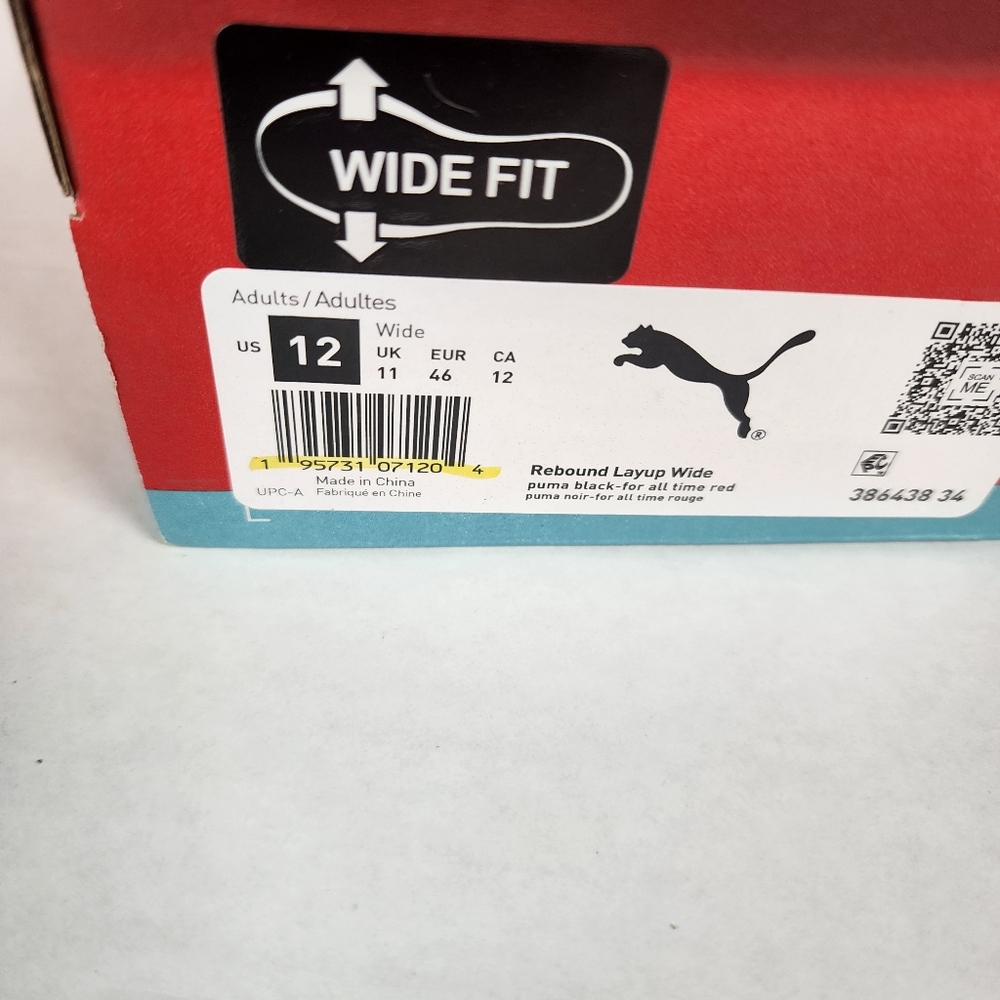 WIDE FIT
Adults / Adultes
US 12 Wide
UK EUR CA
11 46 12
1 95731 07120 4
Made in China
UPC-A Fabriqué en Chine
®
Rebound Layup Wide
puma black-for all time red
puma noir-for all time rouge
SCAN
ME
386438 34
L